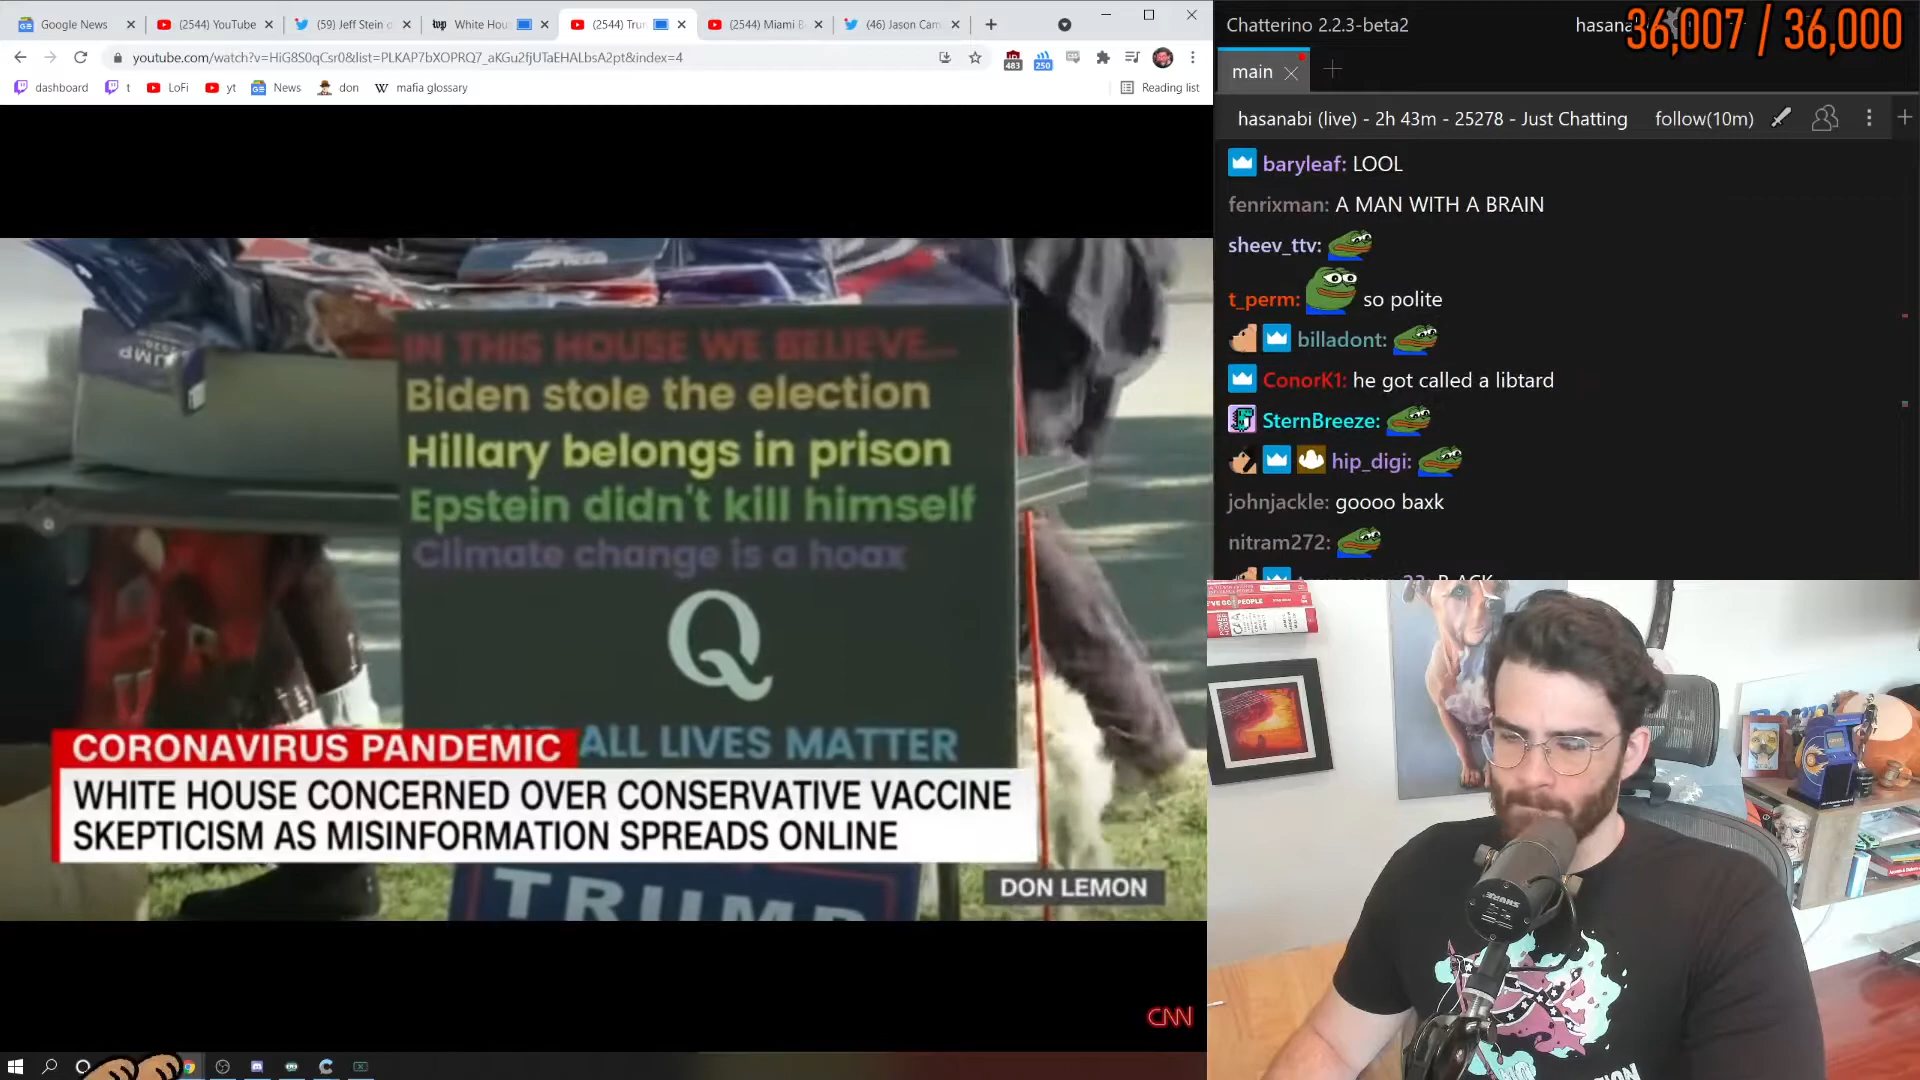 Google News
(2544) YouTube
(59) Jeff Stein o
White Hou
(2544) Tru
(2544) Miami B
(46) Jason Cam
youtube.com/watch?v=HiG8S0qCsr0&list=PLKAP7bXOPRQ7_aKGu2fjUTaEHALbsA2pt&index=4
483
250
dashboard
t
LoFi
yt
News
don
mafia glossary
Reading list
IN THIS HOUSE WE BELIEVE...
Biden stole the election
Hillary belongs in prison
Epstein didn't kill himself
Climate change is a hoax
Q
ALL LIVES MATTER
CORONAVIRUS PANDEMIC
WHITE HOUSE CONCERNED OVER CONSERVATIVE VACCINE
SKEPTICISM AS MISINFORMATION SPREADS ONLINE
DON LEMON
TRUMP
CNN
Chatterino 2.2.3-beta2
hasana
36,007 / 36,000
main
hasanabi (live) - 2h 43m - 25278 - Just Chatting
follow(10m)
baryleaf: LOOL
fenrixman: A MAN WITH A BRAIN
sheev_ttv:
t_perm: so polite
billadont:
ConorK1: he got called a libtard
SternBreeze:
hip_digi:
johnjackle: goooo baxk
nitram272: